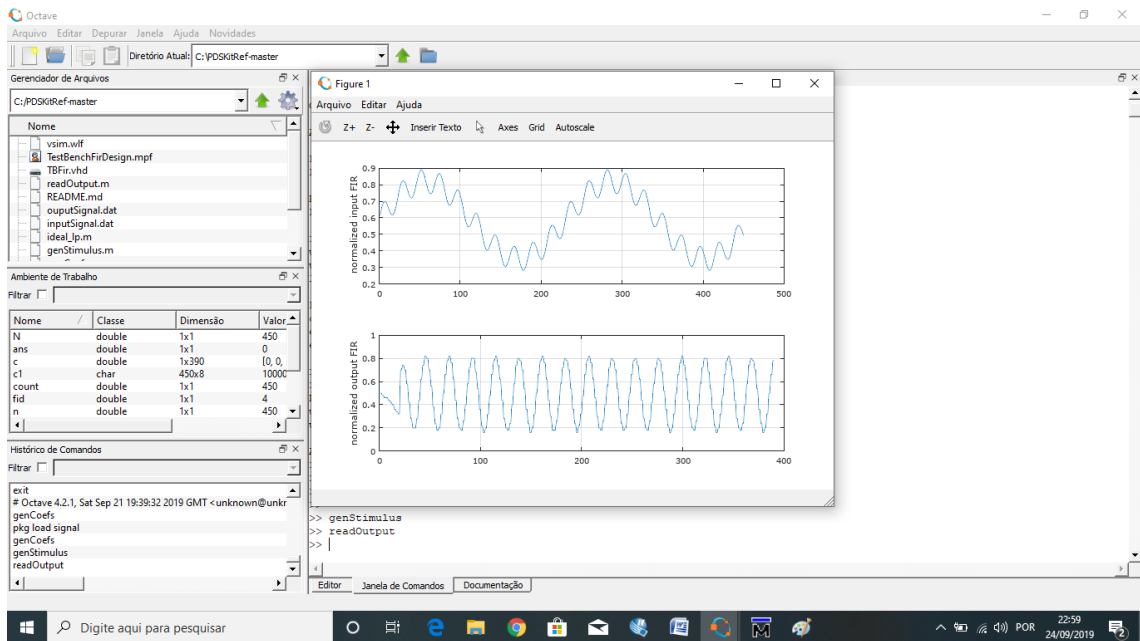 Octave
Arquivo Editar Depurar Janela Ajuda Novidades
Diretório Atual: C:\PDSKitRef-master
Gerenciador de Arquivos
C:/PDSKitRef-master
Nome
vsim.wlf
TestBenchFirDesign.mpf
TBFir.vhd
readOutput.m
README.md
ouputSignal.dat
inputSignal.dat
ideal_lp.m
genStimulus.m
Ambiente de Trabalho
Filtrar
Nome Classe Dimensão Valor
N double 1x1 450
ans double 1x1 0
c double 1x390 [0, 0,
c1 char 450x8 10000
count double 1x1 450
fid double 1x1 4
n double 1x1 450
Histórico de Comandos
Filtrar
exit
# Octave 4.2.1, Sat Sep 21 19:39:32 2019 GMT <unknown@unkr
genCoefs
pkg load signal
genCoefs
genStimulus
readOutput
Figure 1
Arquivo Editar Ajuda
Z+ Z- Inserir Texto Axes Grid Autoscale
normalized input FIR
0.9
0.8
0.7
0.6
0.5
0.4
0.3
0.2
0 100 200 300 400 500
normalized output FIR
1
0.8
0.6
0.4
0.2
0
0 100 200 300 400
>> genStimulus
>> readOutput
>>
Editor Janela de Comandos Documentação
Digite aqui para pesquisar
POR
22:59
24/09/2019
2